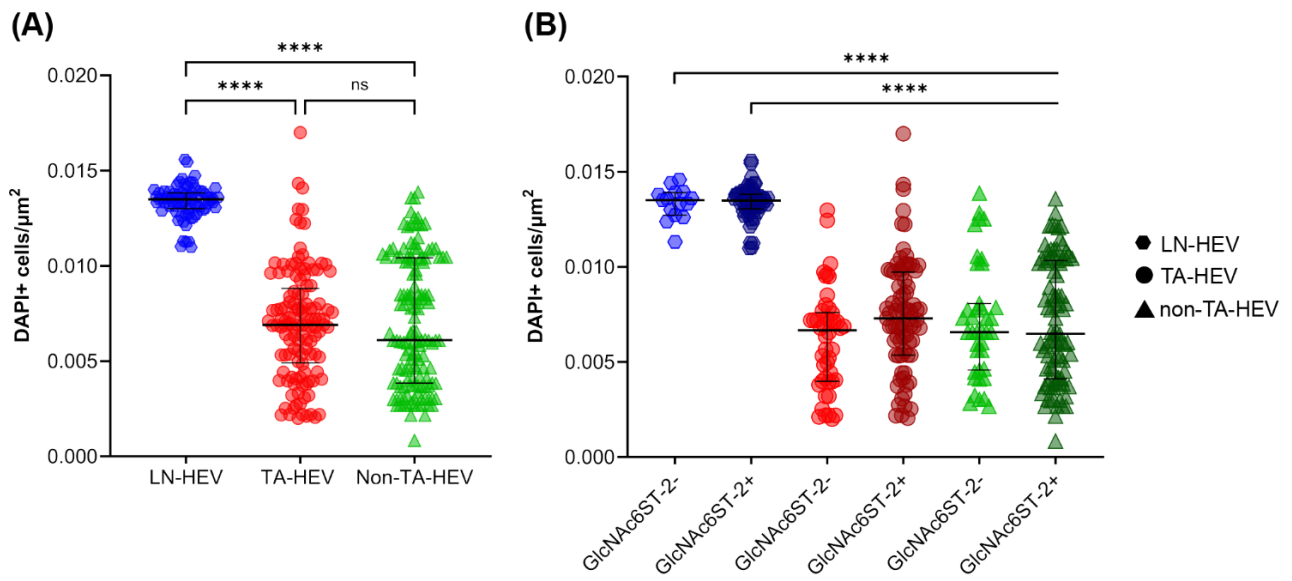 (A)
(B)
****
****
ns
****
****
0.020
0.015
0.010
0.005
0.000
DAPI+ cells/µm²
LN-HEV
TA-HEV
Non-TA-HEV
0.020
0.015
0.010
0.005
0.000
DAPI+ cells/µm²
GlcNAc6ST-2-
GlcNAc6ST-2+
GlcNAc6ST-2-
GlcNAc6ST-2+
GlcNAc6ST-2-
GlcNAc6ST-2+
LN-HEV
TA-HEV
non-TA-HEV